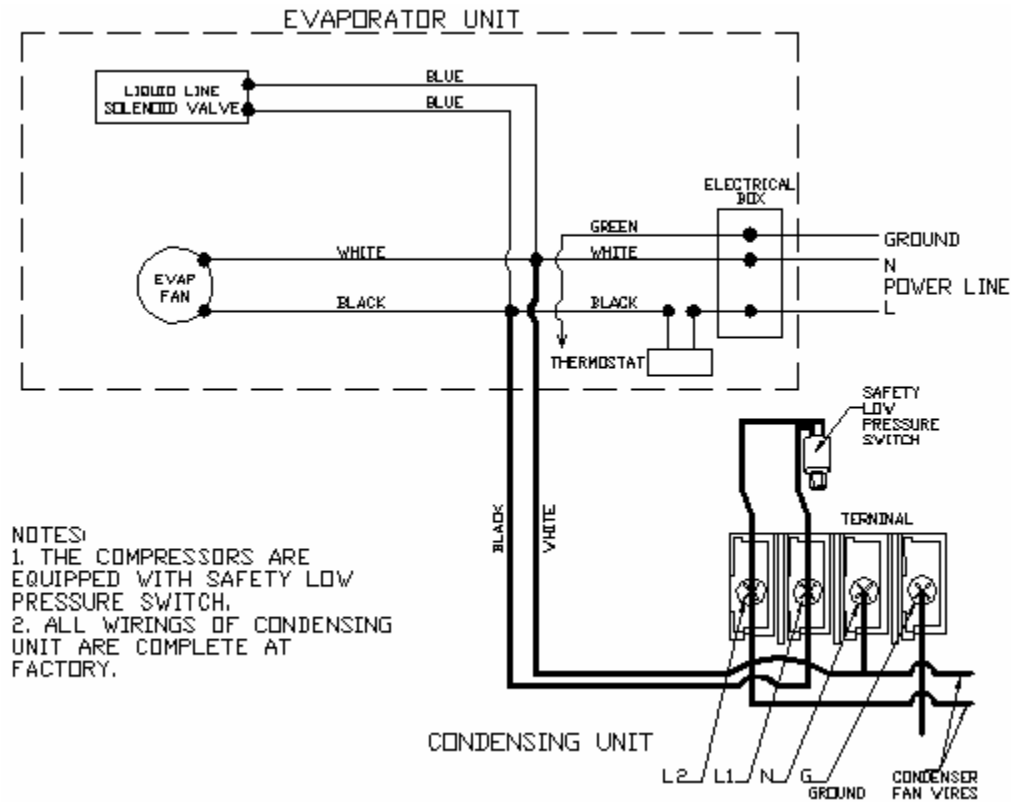 EVAPORATOR UNIT
LIQUID LINE
SOLENOID VALVE
BLUE
BLUE
ELECTRICAL
BOX
GREEN
GROUND
WHITE
WHITE
N
EVAP
FAN
POWER LINE
BLACK
BLACK
L
THERMOSTAT
SAFETY
LOW
PRESSURE
SWITCH
BLACK
WHITE
TERMINAL
NOTES:
1. THE COMPRESSORS ARE
EQUIPPED WITH SAFETY LOW
PRESSURE SWITCH.
2. ALL WIRINGS OF CONDENSING
UNIT ARE COMPLETE AT
FACTORY.
CONDENSING UNIT
L2 L1 N G
GROUND
CONDENSER
FAN WIRES